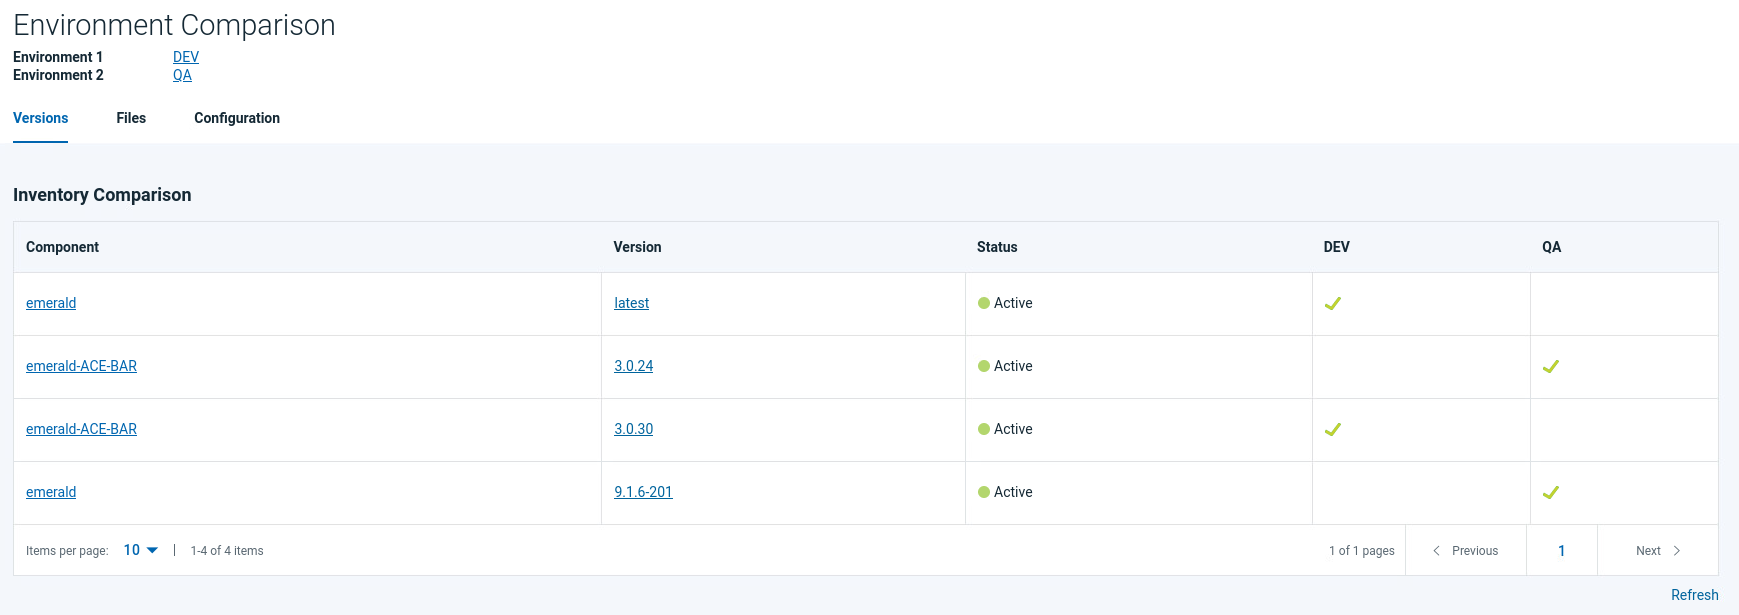 Environment Comparison
Environment 1 DEV
Environment 2 QA
Versions Files Configuration
Inventory Comparison
Component Version Status DEV QA
emerald latest Active
emerald-ACE-BAR 3.0.24 Active
emerald-ACE-BAR 3.0.30 Active
emerald 9.1.6-201 Active
Items per page: 10 | 1-4 of 4 items 1 of 1 pages Previous 1 Next
Refresh